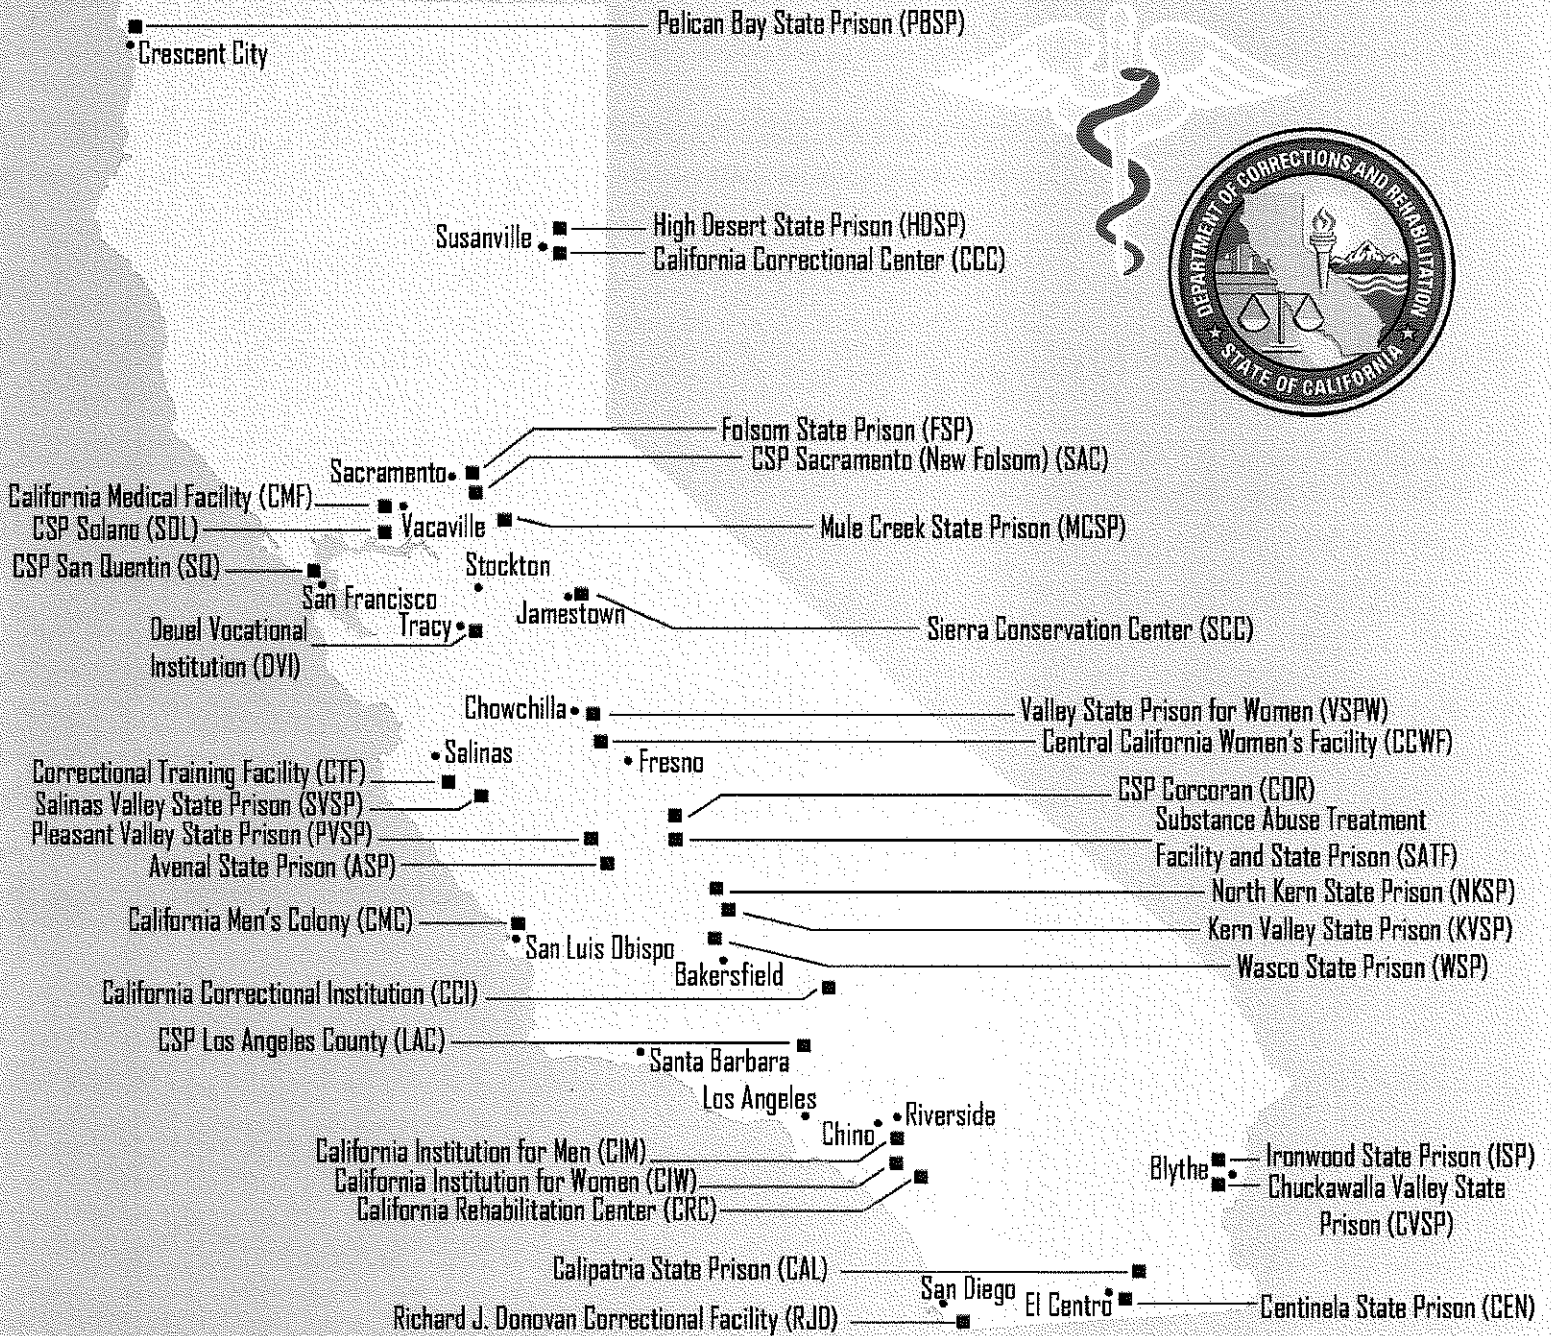 Pelican Bay State Prison (PBSP)
Crescent City
DEPARTMENT OF CORRECTIONS AND REHABILITATION
STATE OF CALIFORNIA
High Desert State Prison (HDSP)
Susanville
California Correctional Center (CCC)
Folsom State Prison (FSP)
CSP Sacramento (New Folsom) (SAC)
Sacramento
California Medical Facility (CMF)
Vacaville
CSP Solano (SOL)
Mule Creek State Prison (MCSP)
CSP San Quentin (SQ)
Stockton
San Francisco
Jamestown
Deuel Vocational
Institution (DVI)
Tracy
Sierra Conservation Center (SCC)
Chowchilla
Valley State Prison for Women (VSPW)
Central California Women's Facility (CCWF)
Salinas
Fresno
Correctional Training Facility (CTF)
Salinas Valley State Prison (SVSP)
CSP Corcoran (COR)
Substance Abuse Treatment
Facility and State Prison (SATF)
Pleasant Valley State Prison (PVSP)
Avenal State Prison (ASP)
North Kern State Prison (NKSP)
California Men's Colony (CMC)
Kern Valley State Prison (KVSP)
San Luis Obispo
Bakersfield
Wasco State Prison (WSP)
California Correctional Institution (CCI)
CSP Los Angeles County (LAC)
Santa Barbara
Los Angeles
Riverside
Chino
California Institution for Men (CIM)
California Institution for Women (CIW)
California Rehabilitation Center (CRC)
Blythe
Ironwood State Prison (ISP)
Chuckawalla Valley State
Prison (CVSP)
Calipatria State Prison (CAL)
San Diego
El Centro
Centinela State Prison (CEN)
Richard J. Donovan Correctional Facility (RJD)